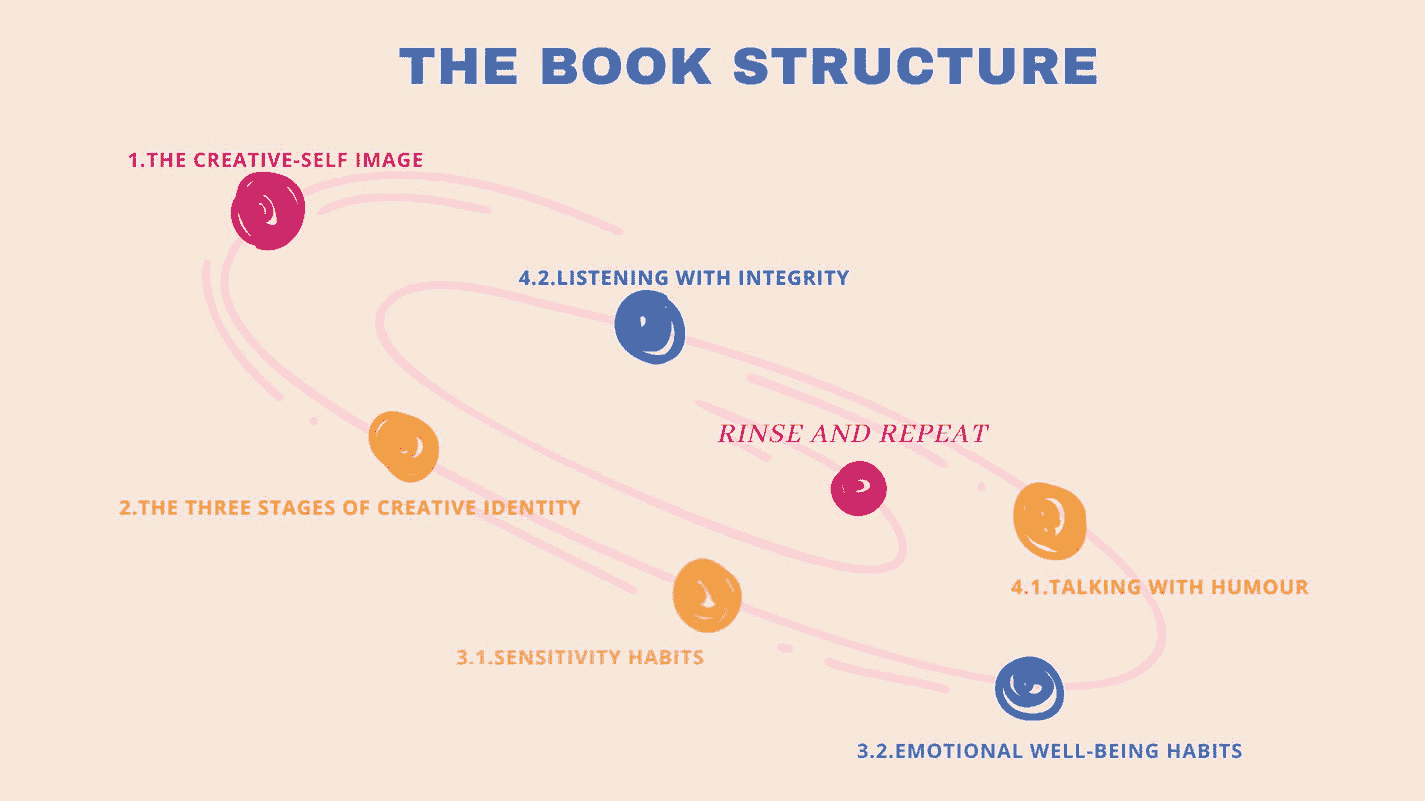 THE BOOK STRUCTURE
1.THE CREATIVE-SELF IMAGE
4.2.LISTENING WITH INTEGRITY
RINSE AND REPEAT
2.THE THREE STAGES OF CREATIVE IDENTITY
4.1.TALKING WITH HUMOUR
3.1.SENSITIVITY HABITS
3.2.EMOTIONAL WELL-BEING HABITS